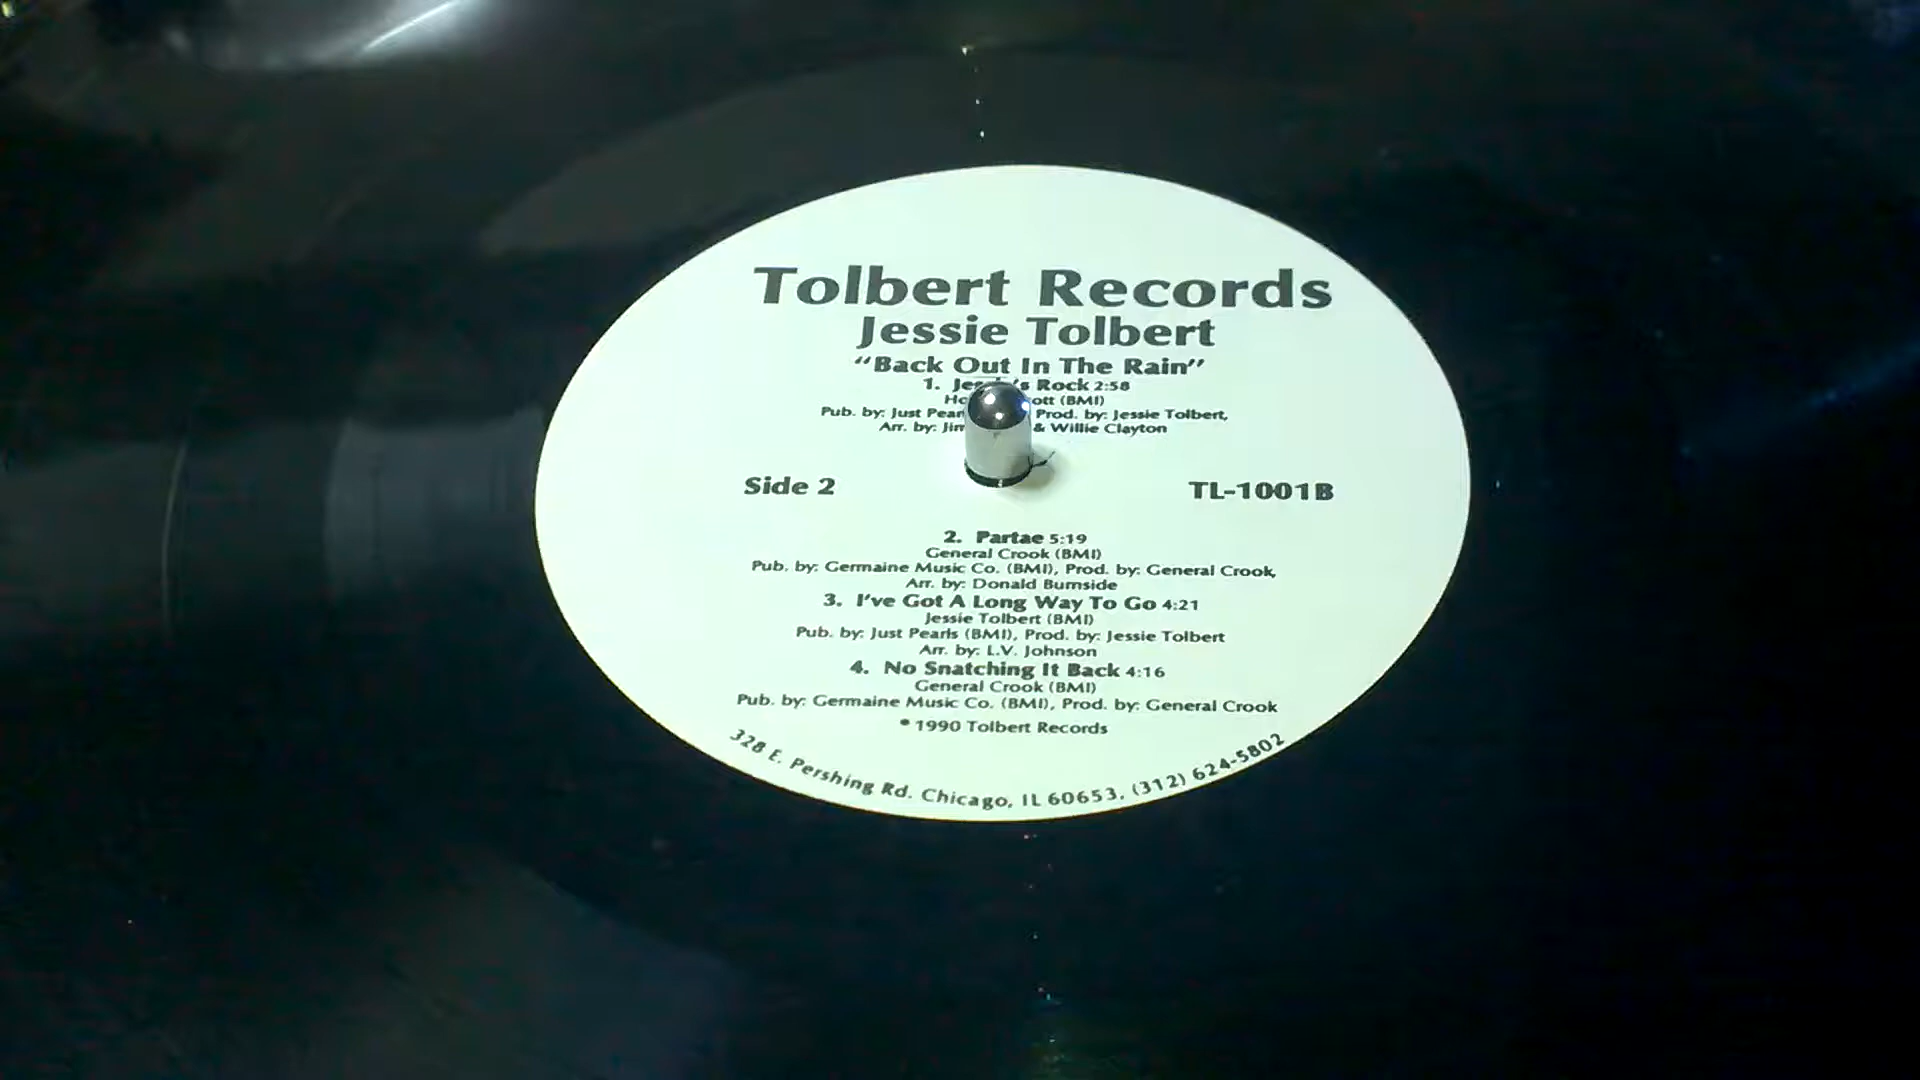 Tolbert Records
Jessie Tolbert
“Back Out In The Rain”
1. Rock 2:58
(BMI)
Pub. by: Just Prod. by: Jessie Tolbert,
Arr. by: & Willie Clayton
Side 2
TL-1001B
2. Partae 5:19
General Crook (BMI)
Pub. by: Germaine Music Co. (BMI), Prod. by: General Crook,
Arr. by: Donald Burnside
3. I've Got A Long Way To Go 4:21
Jessie Tolbert (BMI)
Pub. by: Just Pearls (BMI), Prod. by: Jessie Tolbert
Arr. by: L.V. Johnson
4. No Snatching It Back 4:16
General Crook (BMI)
Pub. by: Germaine Music Co. (BMI), Prod. by: General Crook
• 1990 Tolbert Records
328 E. Pershing Rd. Chicago, IL 60653, (312) 624-5802